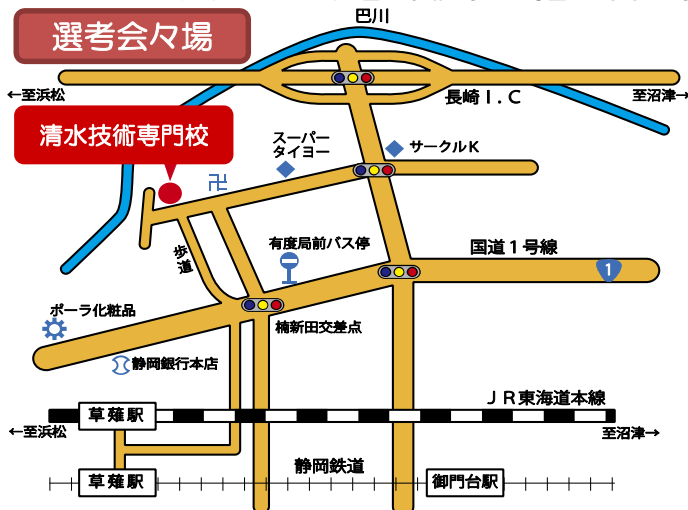 選考会々場
巴川
←至浜松
長崎I.C
至沼津→
清水技術専門校
スーパー
タイヨー
サークルK
卍
歩道
有度局前バス停
国道1号線
1
ポーラ化粧品
楠新田交差点
静岡銀行本店
JR東海道本線
草薙駅
←至浜松
至沼津→
静岡鉄道
草薙駅
御門台駅